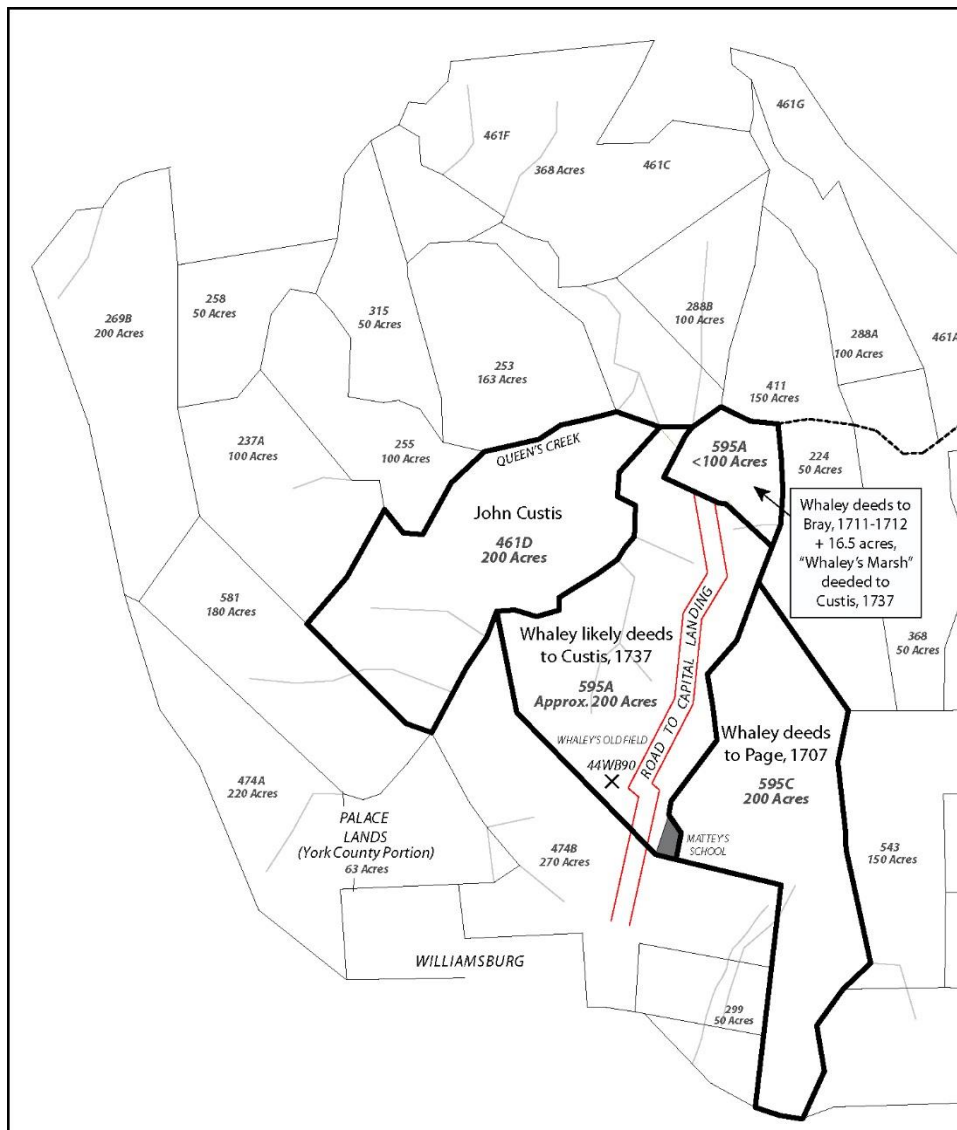 461G
461F
368 Acres
461C
258
50 Acres
269B
200 Acres
315
50 Acres
288B
100 Acres
288A
100 Acres
461A
253
163 Acres
411
150 Acres
237A
100 Acres
255
100 Acres
QUEEN'S CREEK
595A
<100 Acres
224
50 Acres
John Custis
461D
200 Acres
Whaley deeds to
Bray, 1711-1712
+ 16.5 acres,
“Whaley's Marsh”
deeded to
Custis, 1737
581
180 Acres
368
50 Acres
Whaley likely deeds
to Custis, 1737
595A
Approx. 200 Acres
ROAD TO CAPITAL LANDING
WHALEY'S OLD FIELD
44WB90
Whaley deeds
to Page, 1707
595C
200 Acres
474A
220 Acres
PALACE
LANDS
(York County Portion)
63 Acres
474B
270 Acres
MATTEY'S
SCHOOL
543
150 Acres
WILLIAMSBURG
299
50 Acres